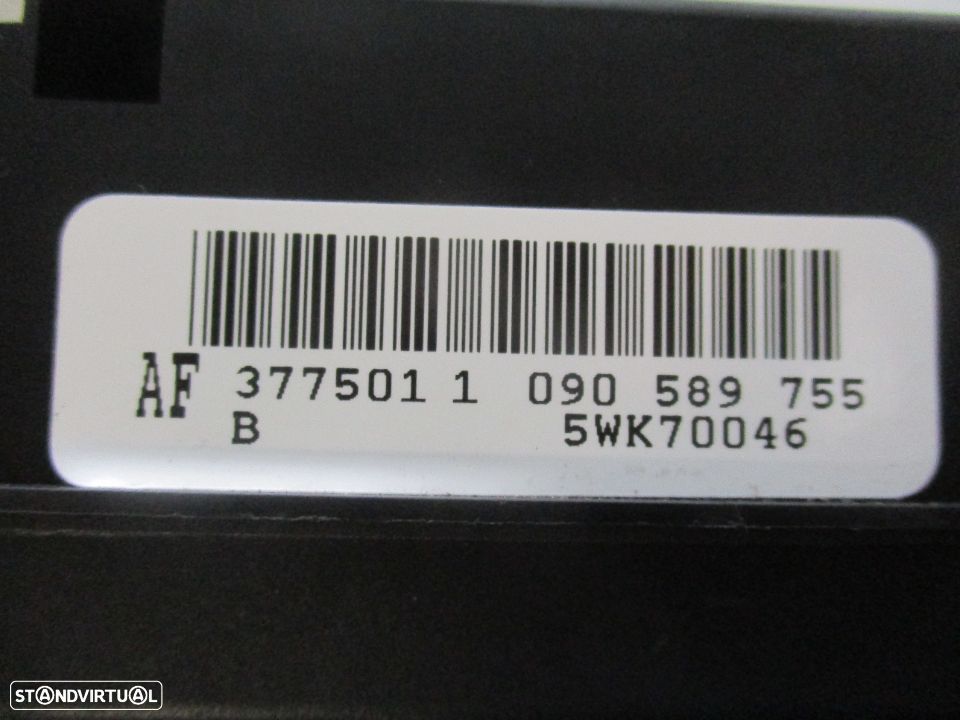 AF 377501 1 090 589 755
B 5WK70046
STANDVIRTUAL